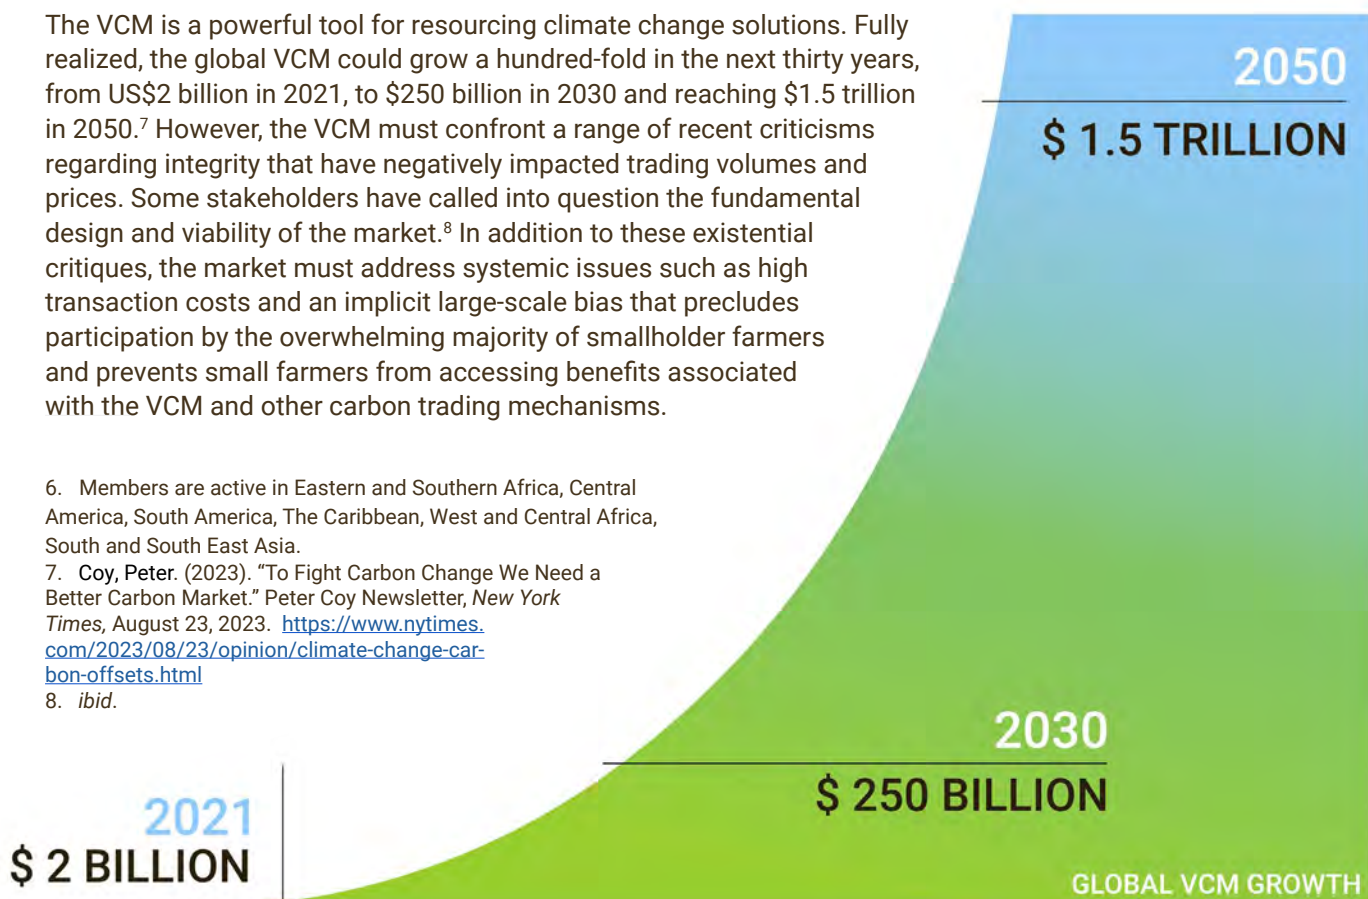 The VCM is a powerful tool for resourcing climate change solutions. Fully
realized, the global VCM could grow a hundred-fold in the next thirty years,
from US$2 billion in 2021, to $250 billion in 2030 and reaching $1.5 trillion
in 2050.⁷ However, the VCM must confront a range of recent criticisms
regarding integrity that have negatively impacted trading volumes and
prices. Some stakeholders have called into question the fundamental
design and viability of the market.⁸ In addition to these existential
critiques, the market must address systemic issues such as high
transaction costs and an implicit large-scale bias that precludes
participation by the overwhelming majority of smallholder farmers
and prevents small farmers from accessing benefits associated
with the VCM and other carbon trading mechanisms.
6. Members are active in Eastern and Southern Africa, Central
America, South America, The Caribbean, West and Central Africa,
South and South East Asia.
7. Coy, Peter. (2023). “To Fight Carbon Change We Need a
Better Carbon Market.” Peter Coy Newsletter, New York
Times, August 23, 2023. https://www.nytimes.
com/2023/08/23/opinion/climate-change-car-
bon-offsets.html
8. ibid.
2050
$ 1.5 TRILLION
2030
$ 250 BILLION
2021
$ 2 BILLION
GLOBAL VCM GROWTH